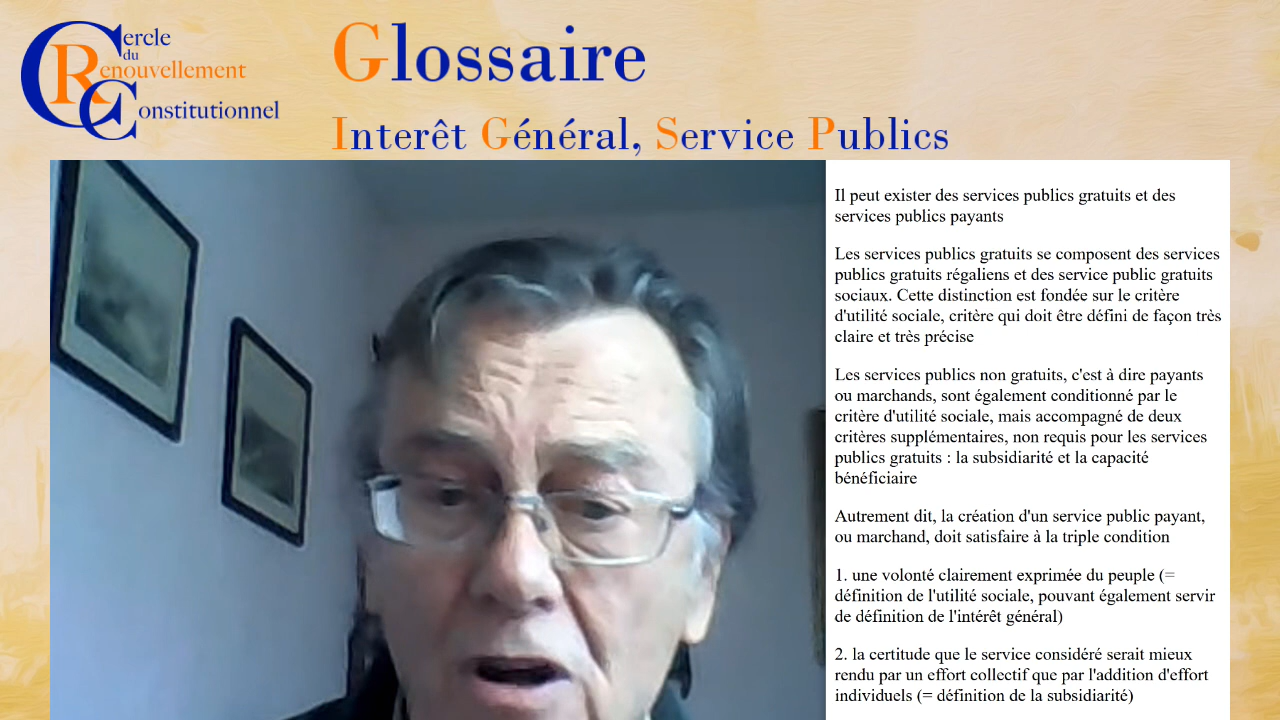 Cercle
du
Renouvellement
Constitutionnel
Glossaire
Interêt Général, Service Publics
Il peut exister des services publics gratuits et des
services publics payants
Les services publics gratuits se composent des services
publics gratuits régaliens et des service public gratuits
sociaux. Cette distinction est fondée sur le critère
d'utilité sociale, critère qui doit être défini de façon très
claire et très précise
Les services publics non gratuits, c'est à dire payants
ou marchands, sont également conditionné par le
critère d'utilité sociale, mais accompagné de deux
critères supplémentaires, non requis pour les services
publics gratuits : la subsidiarité et la capacité
bénéficiaire
Autrement dit, la création d'un service public payant,
ou marchand, doit satisfaire à la triple condition
1. une volonté clairement exprimée du peuple (=
définition de l'utilité sociale, pouvant également servir
de définition de l'intérêt général)
2. la certitude que le service considéré serait mieux
rendu par un effort collectif que par l'addition d'effort
individuels (= définition de la subsidiarité)